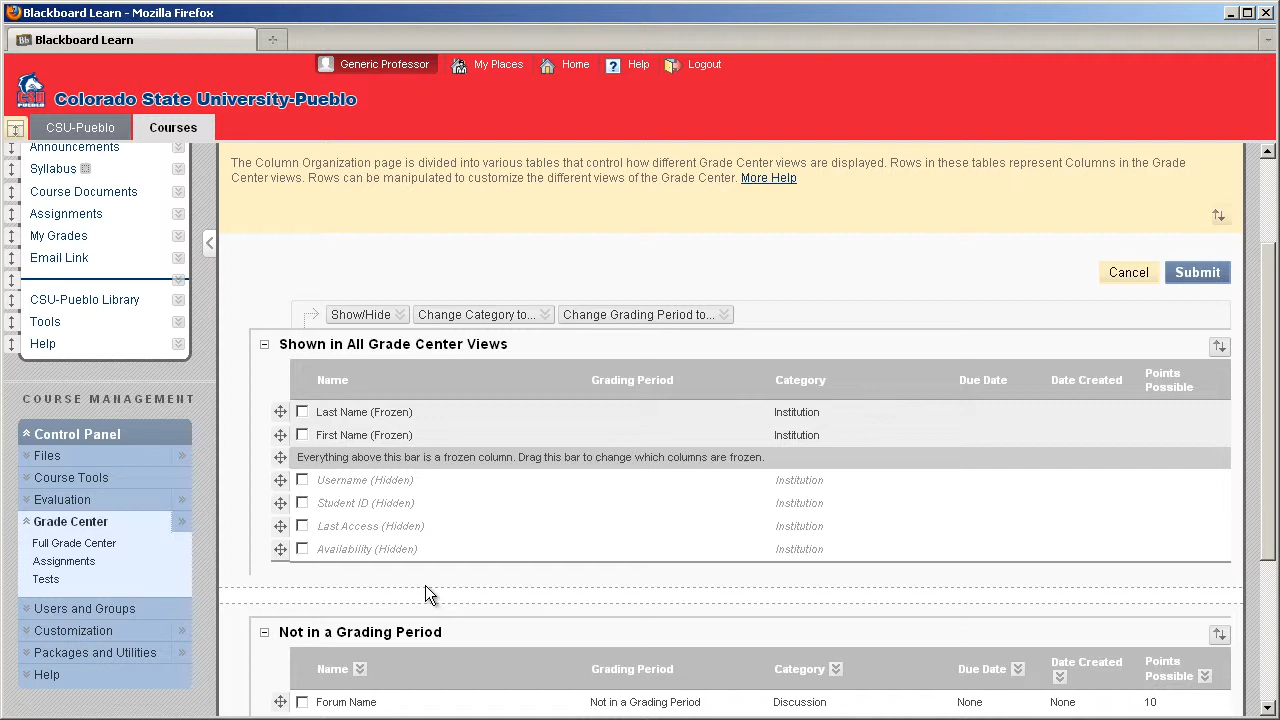 Blackboard Learn - Mozilla Firefox
Bb Blackboard Learn
Generic Professor My Places Home ? Help Logout
CSU PUEBLO Colorado State University-Pueblo
CSU-Pueblo Courses
Announcements
Syllabus
Course Documents
Assignments
My Grades
Email Link
CSU-Pueblo Library
Tools
Help
COURSE MANAGEMENT
Control Panel
Files
Course Tools
Evaluation
Grade Center
Full Grade Center
Assignments
Tests
Users and Groups
Customization
Packages and Utilities
Help
The Column Organization page is divided into various tables that control how different Grade Center views are displayed. Rows in these tables represent Columns in the Grade
Center views. Rows can be manipulated to customize the different views of the Grade Center. More Help
Cancel Submit
Show/Hide Change Category to... Change Grading Period to...
Shown in All Grade Center Views
Name Grading Period Category Due Date Date Created Points Possible
Last Name (Frozen) Institution
First Name (Frozen) Institution
Everything above this bar is a frozen column. Drag this bar to change which columns are frozen.
Username (Hidden) Institution
Student ID (Hidden) Institution
Last Access (Hidden) Institution
Availability (Hidden) Institution
Not in a Grading Period
Name Grading Period Category Due Date Date Created Points Possible
Forum Name Not in a Grading Period Discussion None None 10